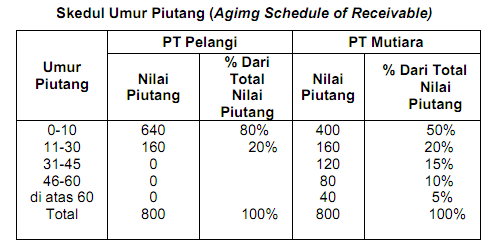 Skedul Umur Piutang (Agimg Schedule of Receivable)
Umur Piutang | PT Pelangi | PT Mutiara
Nilai Piutang | % Dari Total Nilai Piutang | Nilai Piutang | % Dari Total Nilai Piutang
0-10 640 80% 400 50%
11-30 160 20% 160 20%
31-45 0 120 15%
46-60 0 80 10%
di atas 60 0 40 5%
Total 800 100% 800 100%